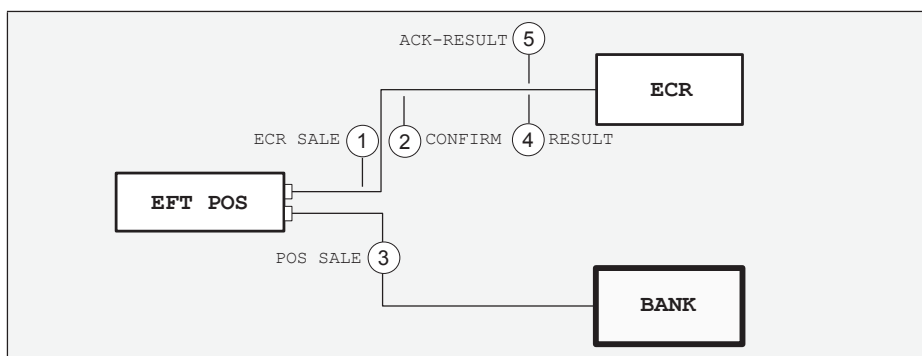 ACK-RESULT 5
ECR
ECR SALE 1 2 CONFIRM 4 RESULT
EFT POS
POS SALE 3
BANK